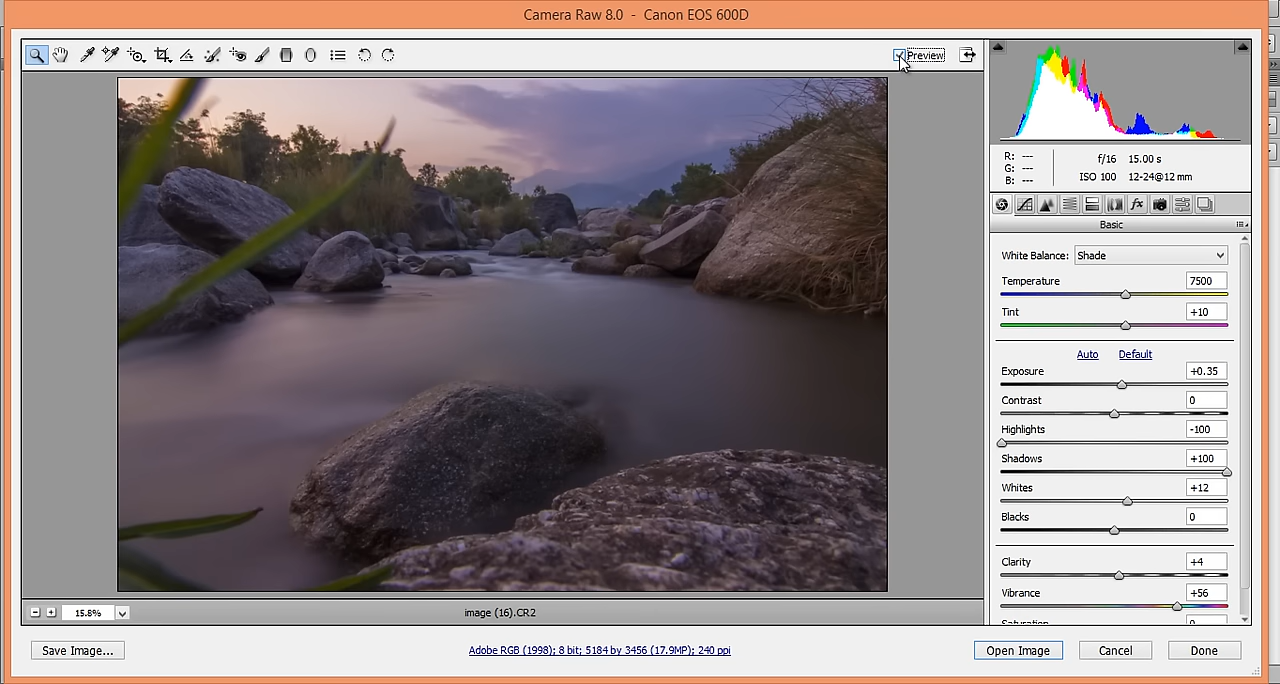 Camera Raw 8.0 - Canon EOS 600D
Preview
R: ---
G: ---
B: ---
f/16 15.00 s
ISO 100 12-24@12 mm
fx
Basic
White Balance: Shade
Temperature 7500
Tint +10
Auto Default
Exposure +0.35
Contrast 0
Highlights -100
Shadows +100
Whites +12
Blacks 0
Clarity +4
Vibrance +56
Saturation 0
15.8%
image (16).CR2
Save Image...
Adobe RGB (1998); 8 bit; 5184 by 3456 (17.9MP); 240 ppi
Open Image
Cancel
Done